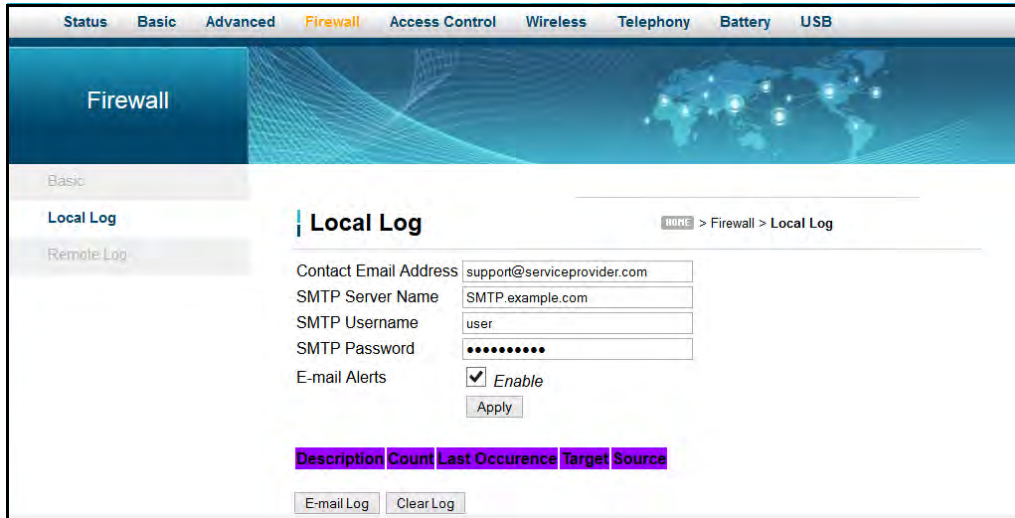 Status Basic Advanced Firewall Access Control Wireless Telephony Battery USB
Firewall
Basic
Local Log
Remote Log
Local Log
HOME > Firewall > Local Log
Contact Email Address support@serviceprovider.com
SMTP Server Name SMTP.example.com
SMTP Username user
SMTP Password ••••••••••
E-mail Alerts Enable
Apply
Description Count Last Occurence Target Source
E-mail Log Clear Log